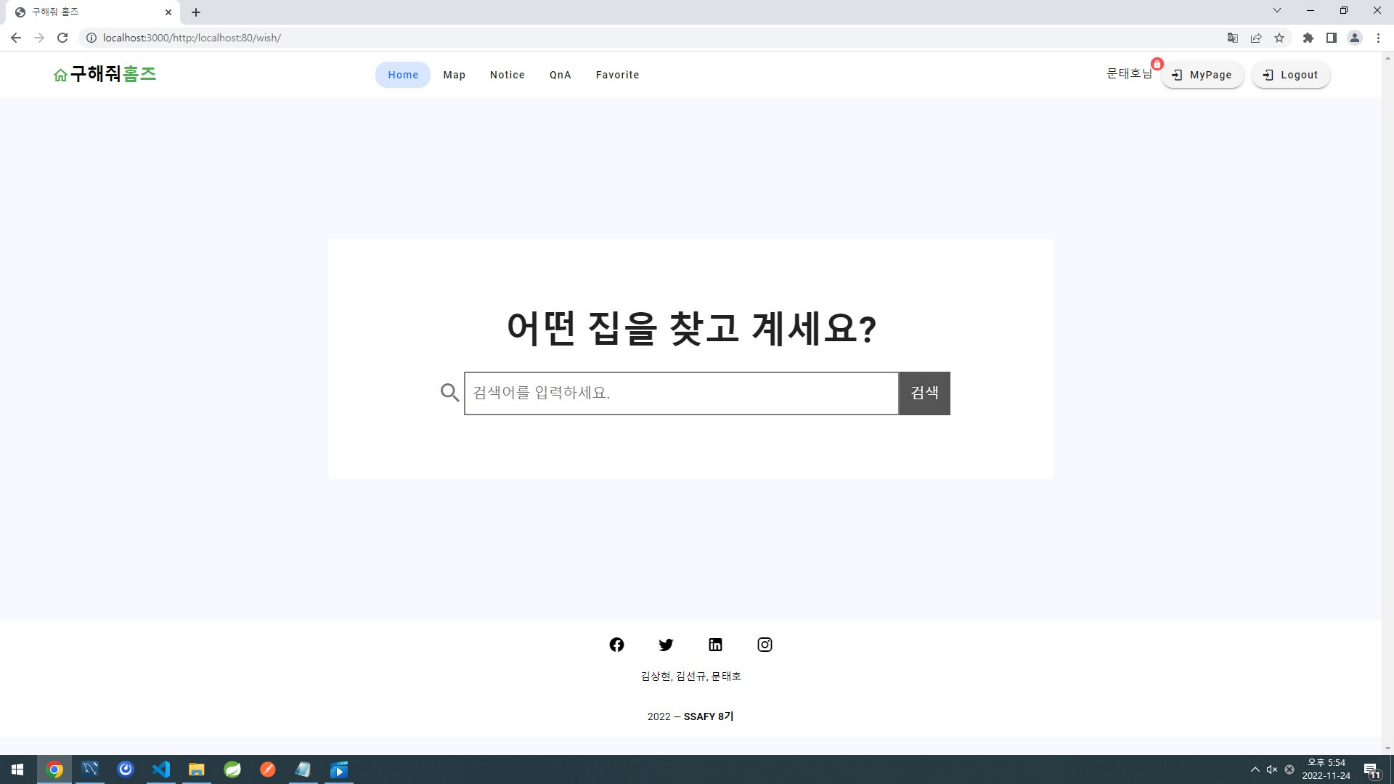 구해줘 홈즈
localhost:3000/http:/localhost:80/wish/
구해줘홈즈
Home Map Notice QnA Favorite
문태호님 MyPage Logout
어떤 집을 찾고 계세요?
검색어를 입력하세요. 검색
김상현, 김선규, 문태호
2022 — SSAFY 8기
오후 5:54
2022-11-24
11